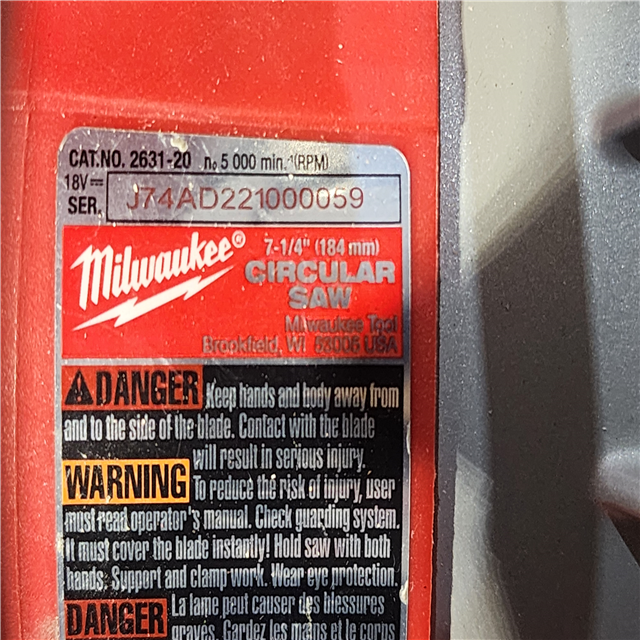 CAT.NO. 2631-20 n₀ 5 000 min.⁻¹(RPM)
18V⎓
SER. J74AD221000059
Milwaukee®
7-1/4" (184 mm)
CIRCULAR
SAW
Milwaukee Tool
Brookfield, WI 53005 USA
⚠DANGER Keep hands and body away from
and to the side of the blade. Contact with the blade
will result in serious injury.
WARNING To reduce the risk of injury, user
must read operator's manual. Check guarding system.
It must cover the blade instantly! Hold saw with both
hands. Support and clamp work. Wear eye protection.
DANGER La lame peut causer des blessures
graves. Gardez les mains et le corps